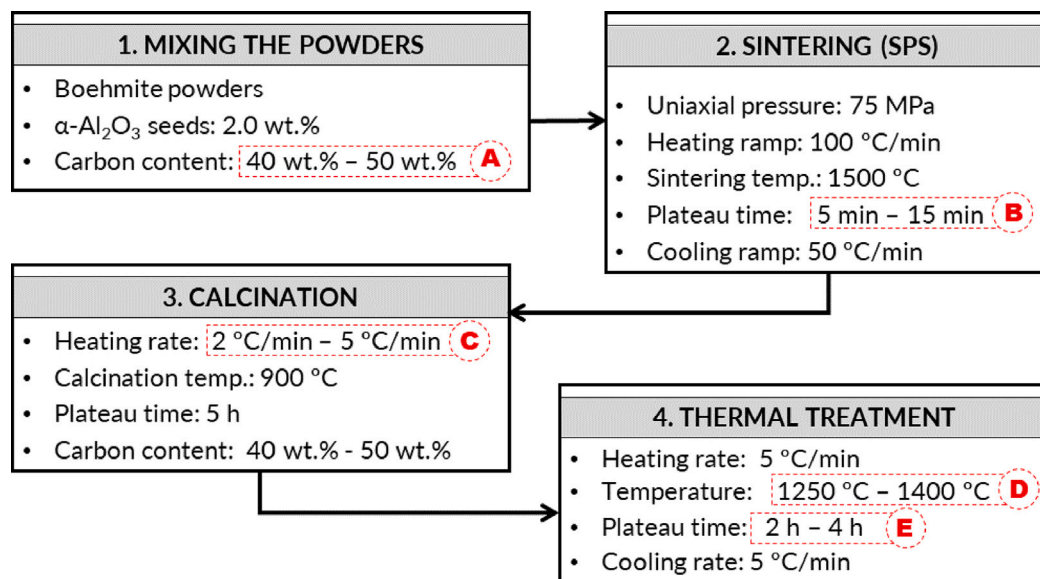 1. MIXING THE POWDERS
• Boehmite powders
• α-Al₂O₃ seeds: 2.0 wt.%
• Carbon content: 40 wt.% – 50 wt.% A
2. SINTERING (SPS)
• Uniaxial pressure: 75 MPa
• Heating ramp: 100 °C/min
• Sintering temp.: 1500 °C
• Plateau time: 5 min – 15 min B
• Cooling ramp: 50 °C/min
3. CALCINATION
• Heating rate: 2 °C/min – 5 °C/min C
• Calcination temp.: 900 °C
• Plateau time: 5 h
• Carbon content: 40 wt.% - 50 wt.%
4. THERMAL TREATMENT
• Heating rate: 5 °C/min
• Temperature: 1250 °C – 1400 °C D
• Plateau time: 2 h – 4 h E
• Cooling rate: 5 °C/min